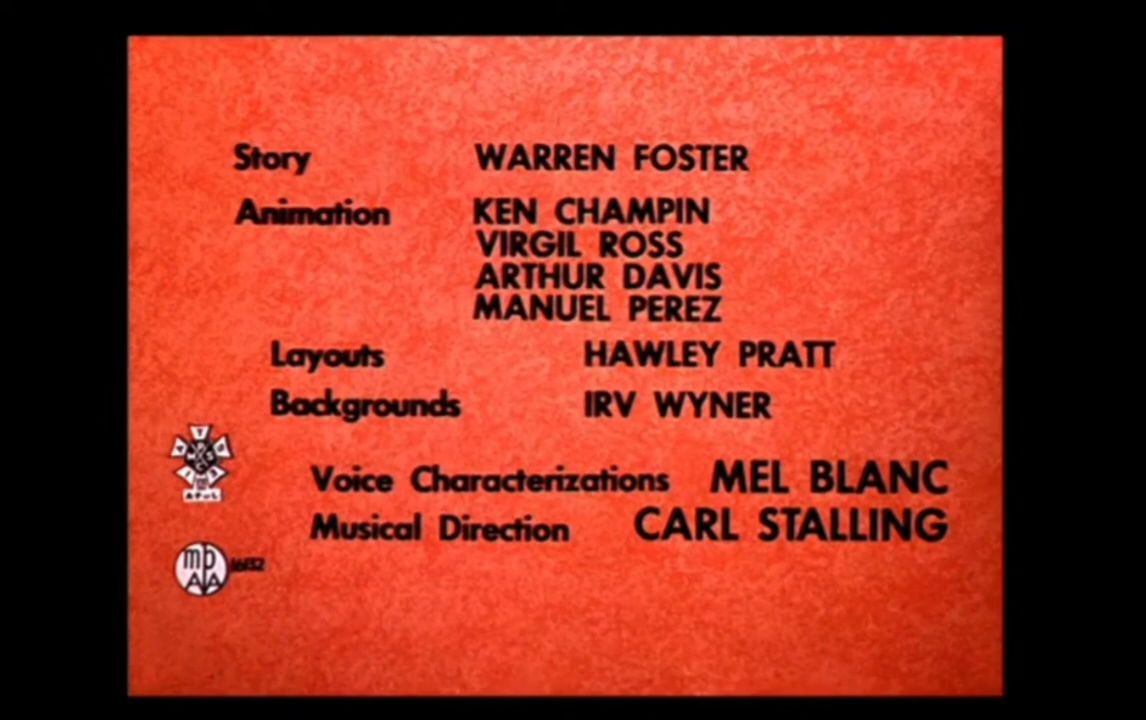 Story WARREN FOSTER
Animation KEN CHAMPIN
VIRGIL ROSS
ARTHUR DAVIS
MANUEL PEREZ
Layouts HAWLEY PRATT
Backgrounds IRV WYNER
Voice Characterizations MEL BLANC
Musical Direction CARL STALLING
mpAA